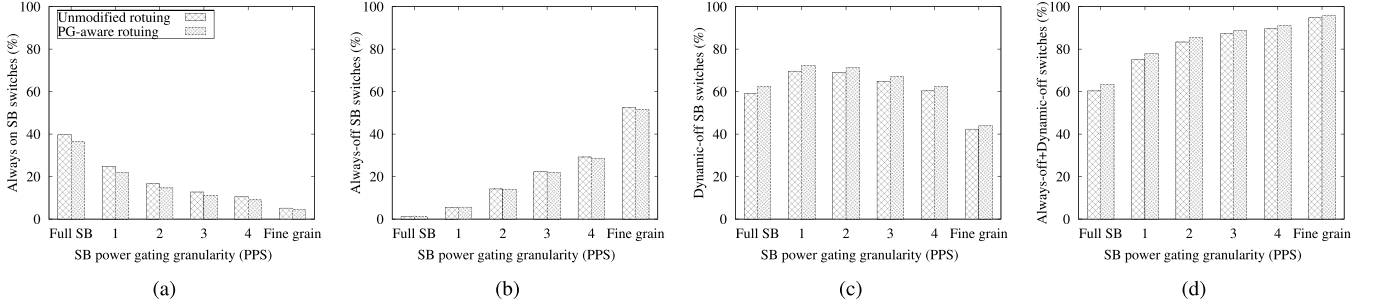 Always on SB switches (%)
100
80
60
40
20
0
Unmodified rotuing
PG-aware rotuing
Full SB 1 2 3 4 Fine grain
SB power gating granularity (PPS)
(a)
Always-off SB switches (%)
100
80
60
40
20
0
Full SB 1 2 3 4 Fine grain
SB power gating granularity (PPS)
(b)
Dynamic-off SB switches (%)
100
80
60
40
20
0
Full SB 1 2 3 4 Fine grain
SB power gating granularity (PPS)
(c)
Always-off+Dynamic-off switches (%)
100
80
60
40
20
0
Full SB 1 2 3 4 Fine grain
SB power gating granularity (PPS)
(d)